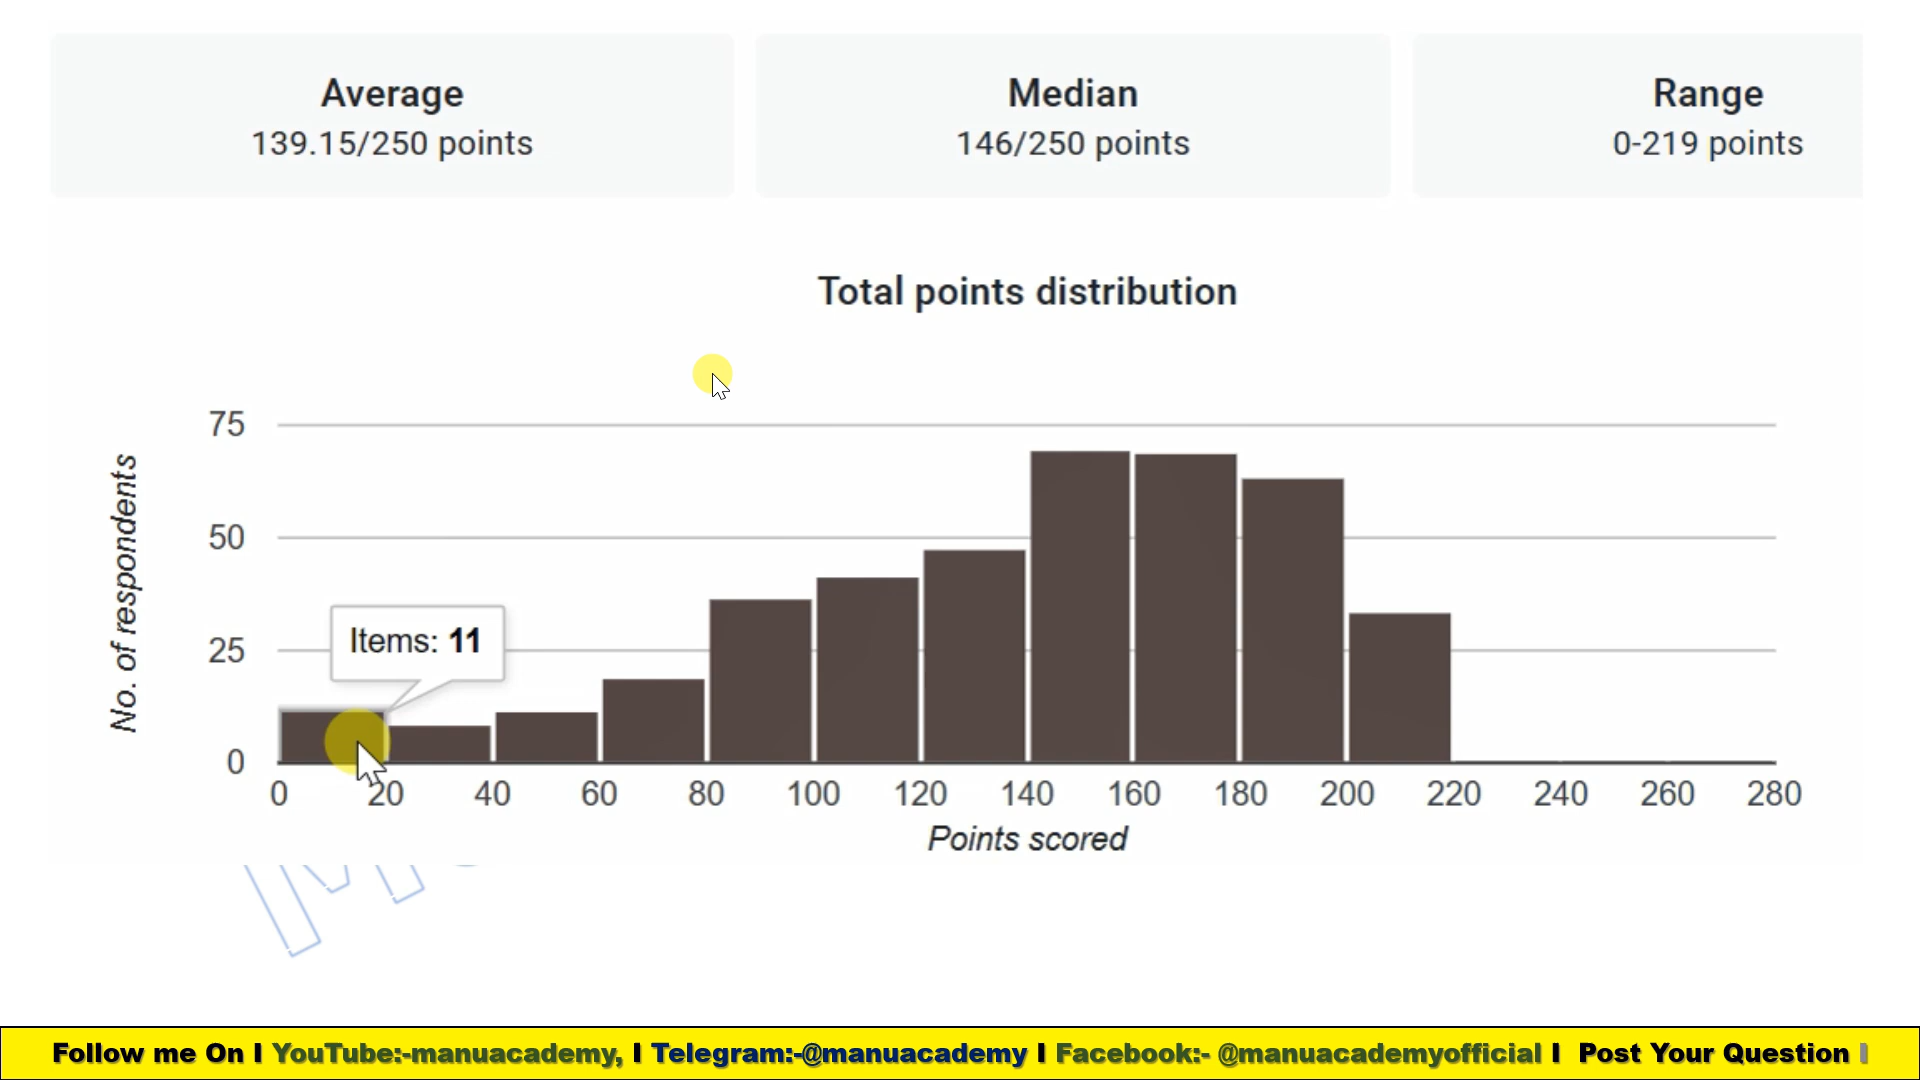 Average
139.15/250 points
Median
146/250 points
Range
0-219 points
Total points distribution
No. of respondents
75
50
25
0
Items: 11
0 20 40 60 80 100 120 140 160 180 200 220 240 260 280
Points scored
Follow me On I YouTube:-manuacademy, I Telegram:-@manuacademy I Facebook:- @manuacademyofficial I Post Your Question I